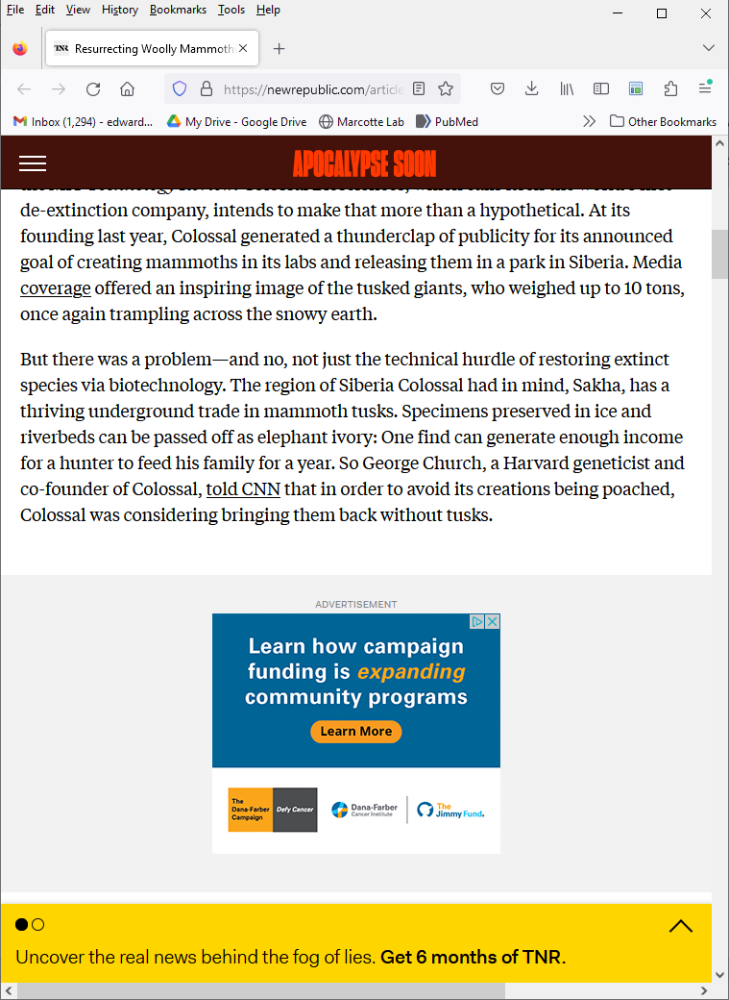 File Edit View History Bookmarks Tools Help
TNR Resurrecting Woolly Mammoth
https://newrepublic.com/article
Inbox (1,294) - edward... My Drive - Google Drive Marcotte Lab PubMed Other Bookmarks
APOCALYPSE SOON
de-extinction company, intends to make that more than a hypothetical. At its
founding last year, Colossal generated a thunderclap of publicity for its announced
goal of creating mammoths in its labs and releasing them in a park in Siberia. Media
coverage offered an inspiring image of the tusked giants, who weighed up to 10 tons,
once again trampling across the snowy earth.
But there was a problem—and no, not just the technical hurdle of restoring extinct
species via biotechnology. The region of Siberia Colossal had in mind, Sakha, has a
thriving underground trade in mammoth tusks. Specimens preserved in ice and
riverbeds can be passed off as elephant ivory: One find can generate enough income
for a hunter to feed his family for a year. So George Church, a Harvard geneticist and
co-founder of Colossal, told CNN that in order to avoid its creations being poached,
Colossal was considering bringing them back without tusks.
ADVERTISEMENT
Learn how campaign
funding is expanding
community programs
Learn More
The
Dana-Farber
Campaign
Defy Cancer
Dana-Farber
Cancer Institute
The
Jimmy Fund.
Uncover the real news behind the fog of lies. Get 6 months of TNR.